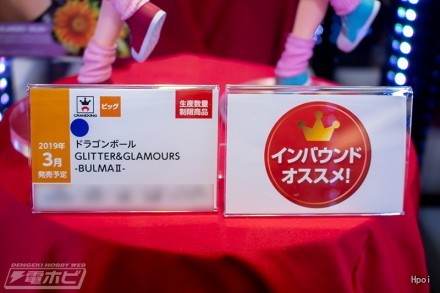 CRANEKING
ビッグ
生産数量
制限商品
2019年
3月
発売予定
ドラゴンボール
GLITTER&GLAMOURS
-BULMAⅡ-
インバウンド
オススメ!
DENGEKI HOBBY WEB
電ホビ
Hpoi